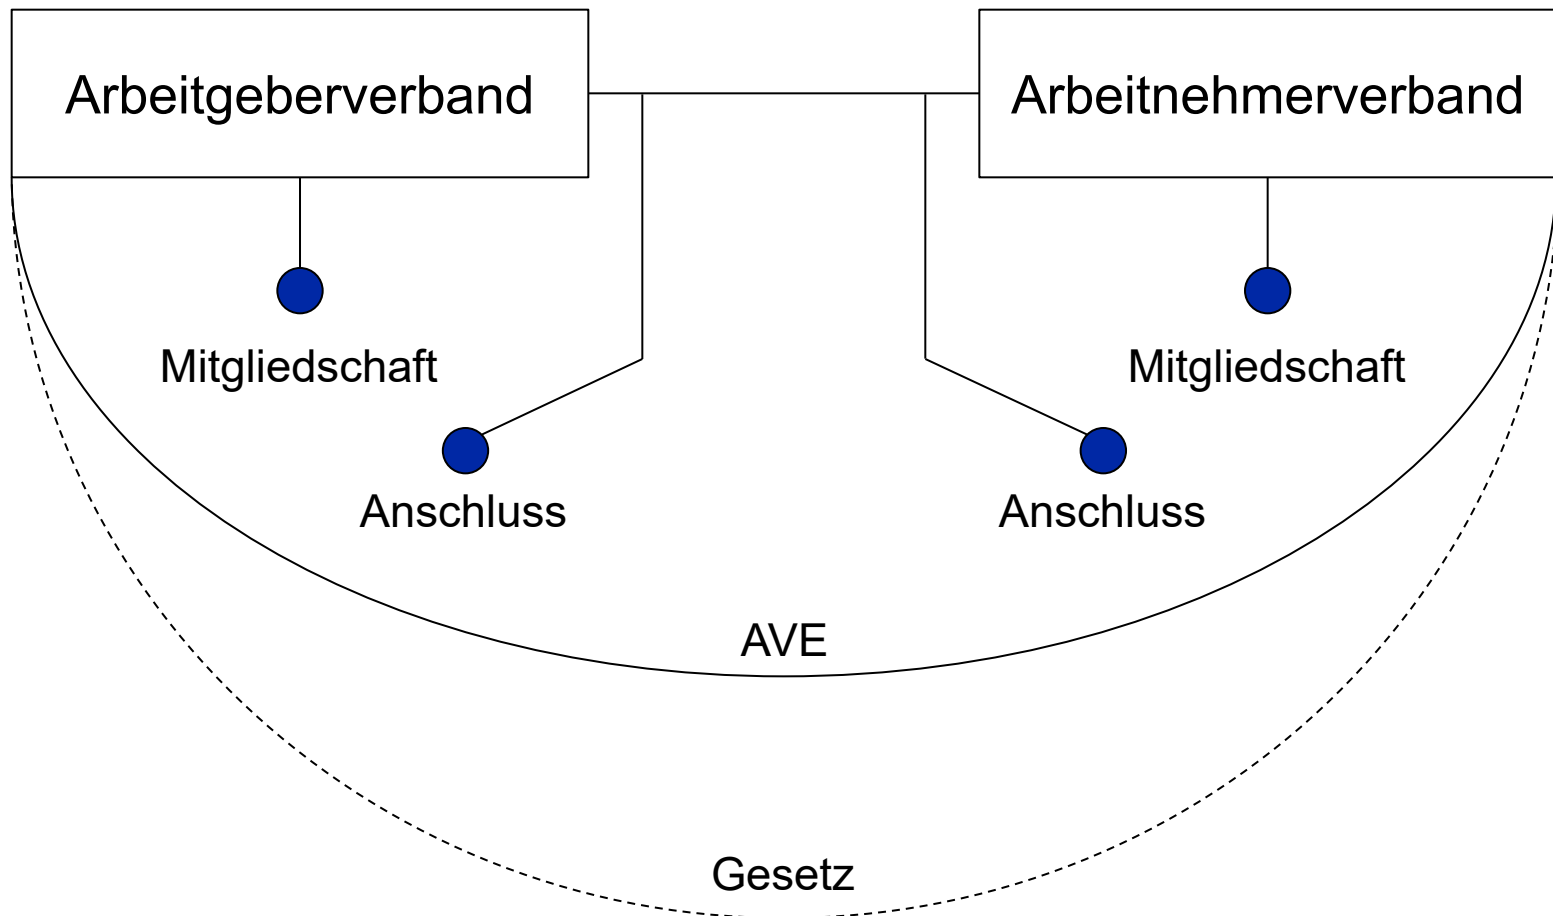 Arbeitgeberverband
Arbeitnehmerverband
Mitgliedschaft
Mitgliedschaft
Anschluss
Anschluss
AVE
Gesetz